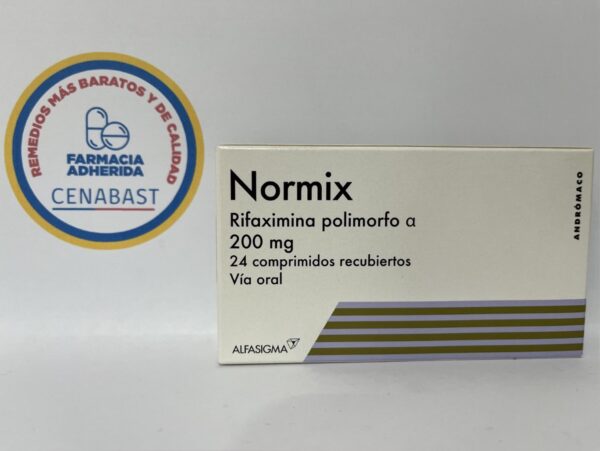 REMEDIOS MÁS BARATOS Y DE CALIDAD
FARMACIA
ADHERIDA
CENABAST
Normix
Rifaximina polimorfo α
200 mg
24 comprimidos recubiertos
Vía oral
ALFASIGMA
ANDRÓMACO